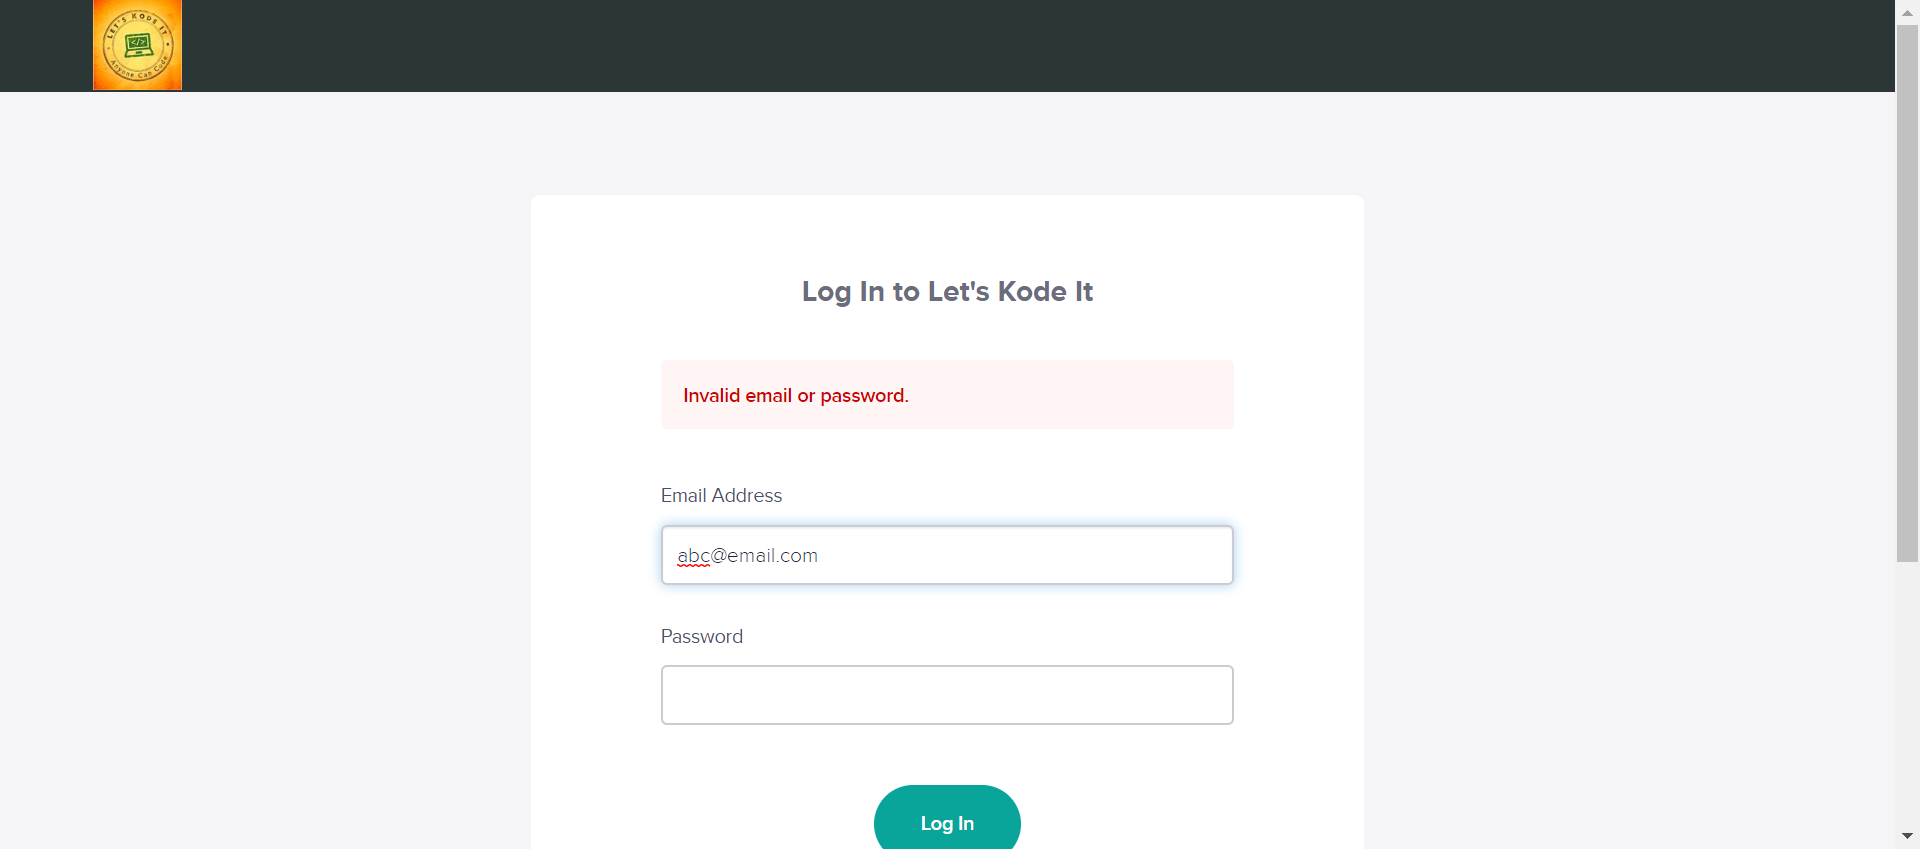 LET'S KODE IT
</>
Anyone Can Code
Log In to Let's Kode It
Invalid email or password.
Email Address
abc@email.com
Password
Log In